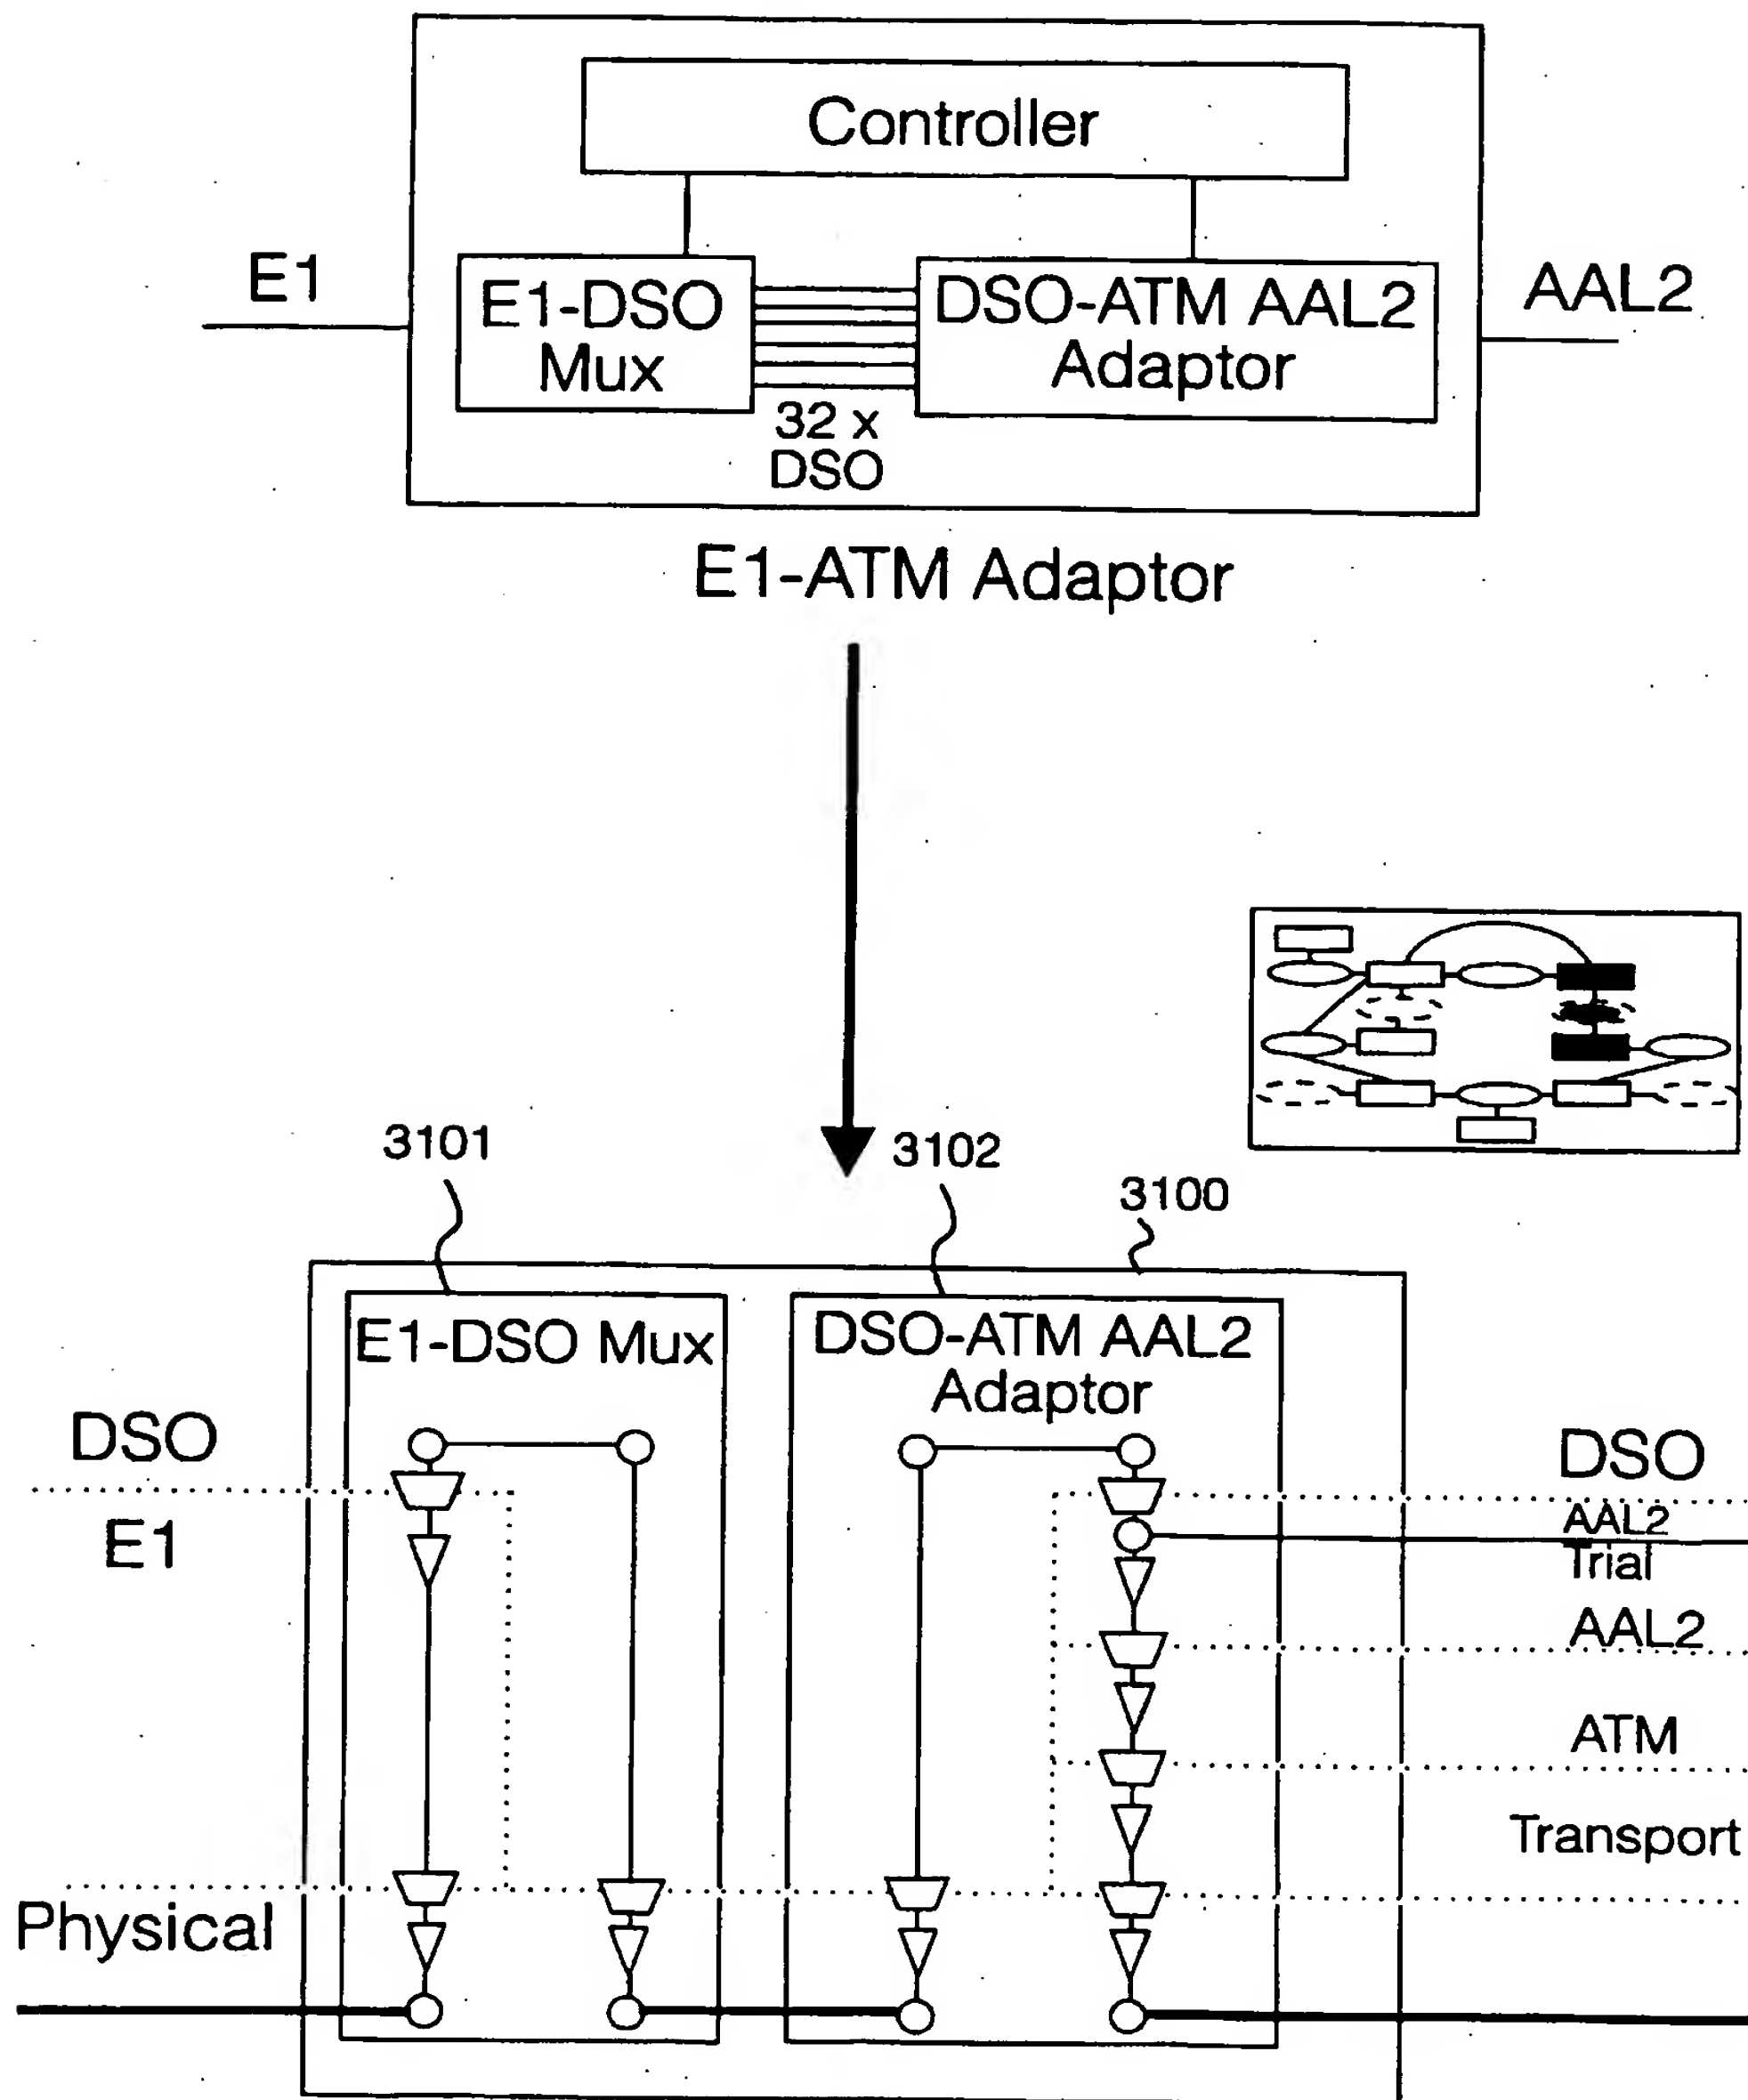 Controller
E1
E1-DSO
Mux
DSO-ATM AAL2
Adaptor
AAL2
32 x
DSO
E1-ATM Adaptor
3101
3102
3100
E1-DSO Mux
DSO-ATM AAL2
Adaptor
DSO
E1
Physical
DSO
AAL2
Trial
AAL2
ATM
Transport